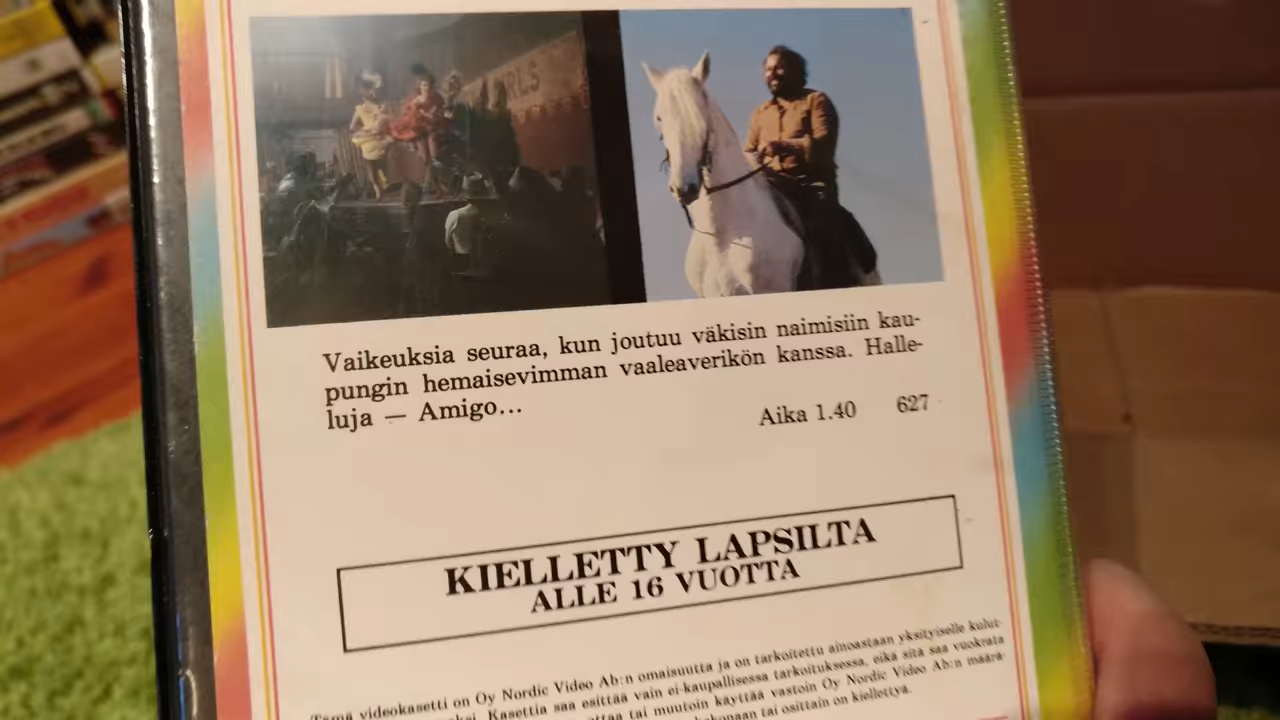 GIRLS
Vaikeuksia seuraa, kun joutuu väkisin naimisiin kau-
pungin hemaisevimman vaaleaverikön kanssa. Halle-
luja — Amigo...
Aika 1.40 627
KIELLETTY LAPSILTA
ALLE 16 VUOTTA
Tämä videokasetti on Oy Nordic Video Ab:n omaisuutta ja on tarkoitettu ainoastaan yksityiselle kulut-
Kasettia saa esittää vain ei-kaupallisessa tarkoituksessa, eikä sitä saa vuokrata
tai muutoin käyttää vastoin Oy Nordic Video Ab:n määrä-
tai osittain on kiellettyä.